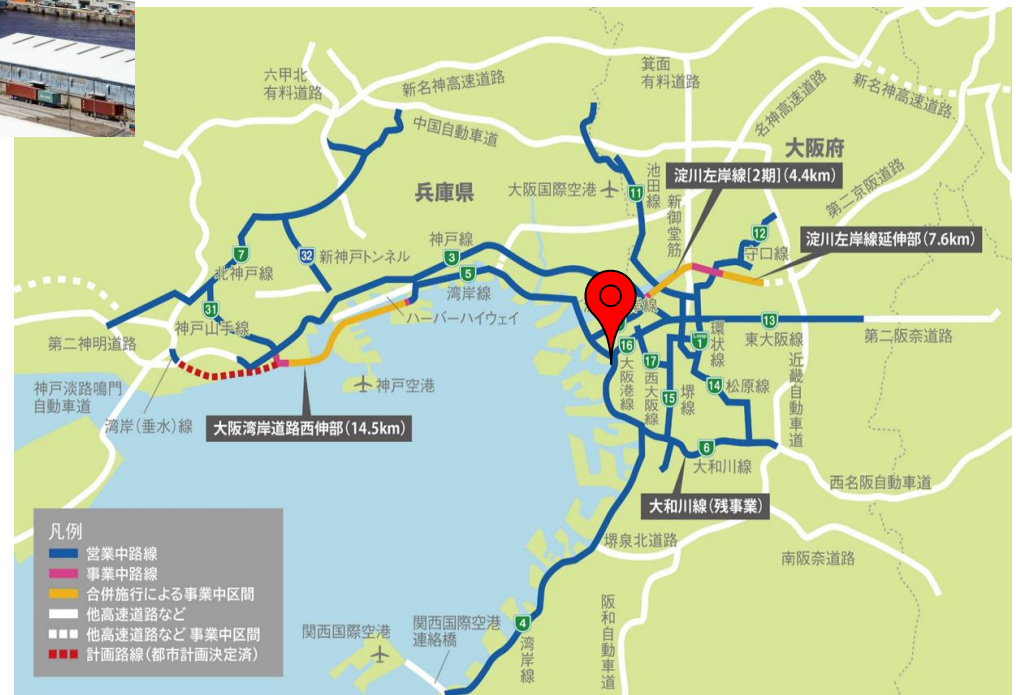 六甲北
有料道路
新名神高速道路
箕面
有料道路
名神高速道路
新名神高速道路
中国自動車道
大阪府
兵庫県
大阪国際空港
11
池田線
新御堂筋
淀川左岸線[2期](4.4km)
第二京阪道路
12
守口線
淀川左岸線延伸部(7.6km)
7
北神戸線
32
新神戸トンネル
神戸線
3
5
湾岸線
ハーバーハイウェイ
31
神戸山手線
第二神明道路
神戸淡路鳴門
自動車道
湾岸(垂水)線
神戸空港
大阪湾岸道路西伸部(14.5km)
16
大阪港線
17
西大阪線
15
堺線
1
環状線
13
東大阪線
第二阪奈道路
14
松原線
近畿自動車道
6
大和川線
西名阪自動車道
大和川線(残事業)
堺泉北道路
南阪奈道路
阪和自動車道
関西国際空港
関西国際空港
連絡橋
4
湾岸線
凡例
営業中路線
事業中路線
合併施行による事業中区間
他高速道路など
他高速道路など 事業中区間
計画路線(都市計画決定済)